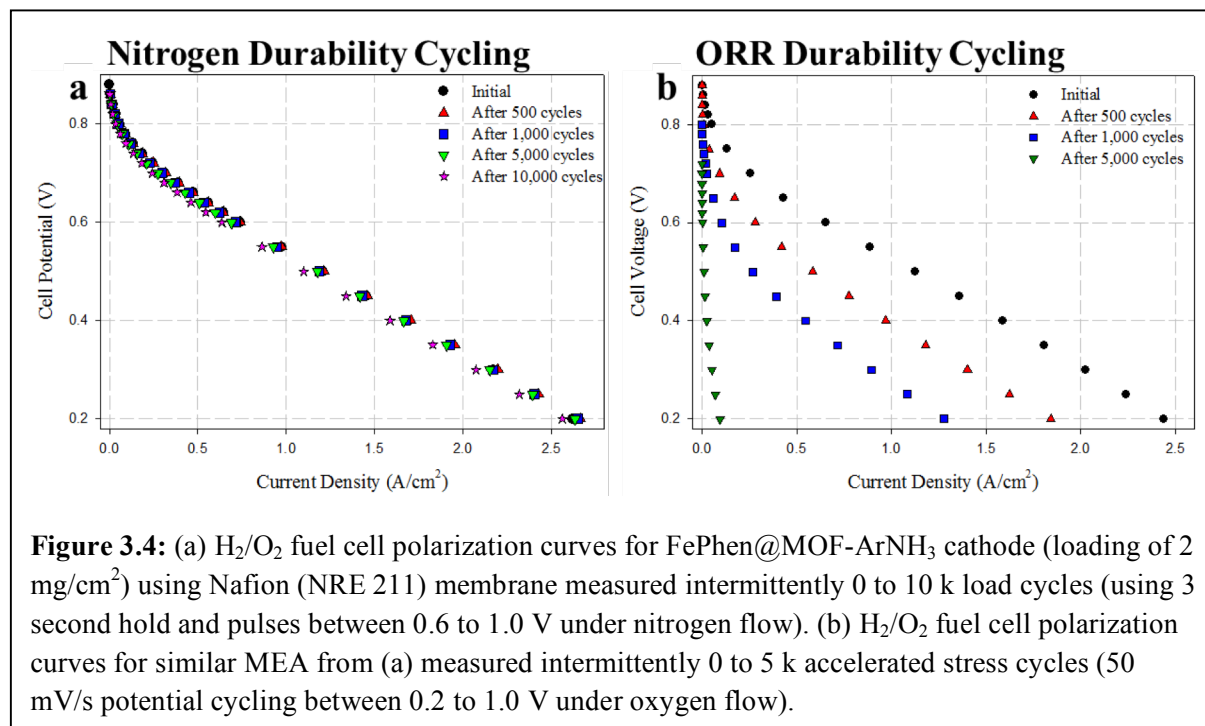 Nitrogen Durability Cycling
a
Initial
After 500 cycles
After 1,000 cycles
After 5,000 cycles
After 10,000 cycles
Cell Potential (V)
0.8
0.6
0.4
0.2
0.0 0.5 1.0 1.5 2.0 2.5
Current Density (A/cm²)
ORR Durability Cycling
b
Initial
After 500 cycles
After 1,000 cycles
After 5,000 cycles
Cell Voltage (V)
0.8
0.6
0.4
0.2
0.0 0.5 1.0 1.5 2.0 2.5
Current Density (A/cm²)
Figure 3.4: (a) H₂/O₂ fuel cell polarization curves for FePhen@MOF-ArNH₃ cathode (loading of 2
mg/cm²) using Nafion (NRE 211) membrane measured intermittently 0 to 10 k load cycles (using 3
second hold and pulses between 0.6 to 1.0 V under nitrogen flow). (b) H₂/O₂ fuel cell polarization
curves for similar MEA from (a) measured intermittently 0 to 5 k accelerated stress cycles (50
mV/s potential cycling between 0.2 to 1.0 V under oxygen flow).